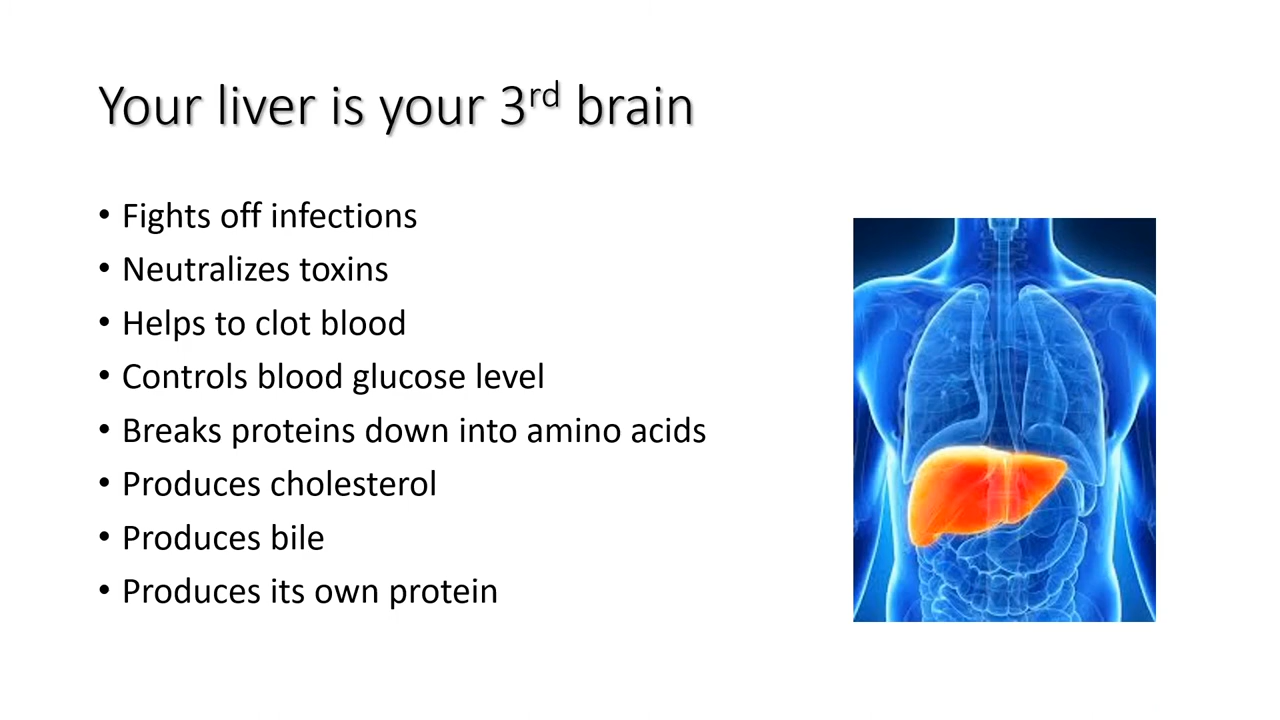 Your liver is your 3rd brain
• Fights off infections
• Neutralizes toxins
• Helps to clot blood
• Controls blood glucose level
• Breaks proteins down into amino acids
• Produces cholesterol
• Produces bile
• Produces its own protein